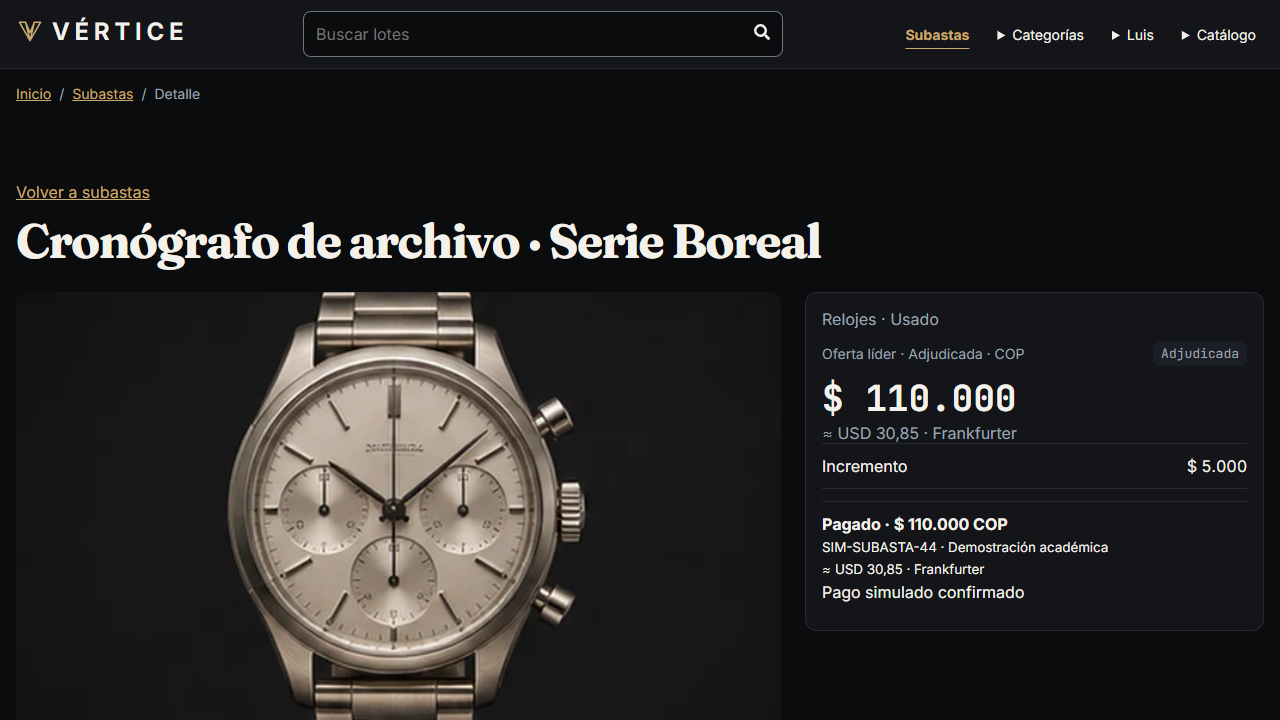 VÉRTICE
Buscar lotes
Subastas
Categorías
Luis
Catálogo
Inicio / Subastas / Detalle
Volver a subastas
Cronógrafo de archivo · Serie Boreal
Relojes · Usado
Oferta líder · Adjudicada · COP
Adjudicada
$ 110.000
≈ USD 30,85 · Frankfurter
Incremento
$ 5.000
Pagado · $ 110.000 COP
SIM-SUBASTA-44 · Demostración académica
≈ USD 30,85 · Frankfurter
Pago simulado confirmado